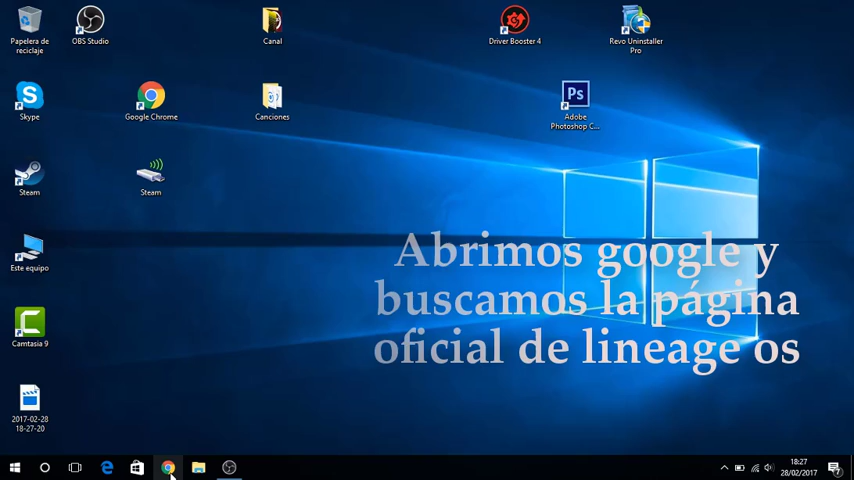 Papelera de
reciclaje
OBS Studio
Canal
Driver Booster 4
Revo Uninstaller
Pro
Skype
Google Chrome
Canciones
Ps
Adobe
Photoshop C...
Steam
Steam
Este equipo
Camtasia 9
2017-02-28
18-27-20
Abrimos google y
buscamos la página
oficial de lineage os
18:27
28/02/2017